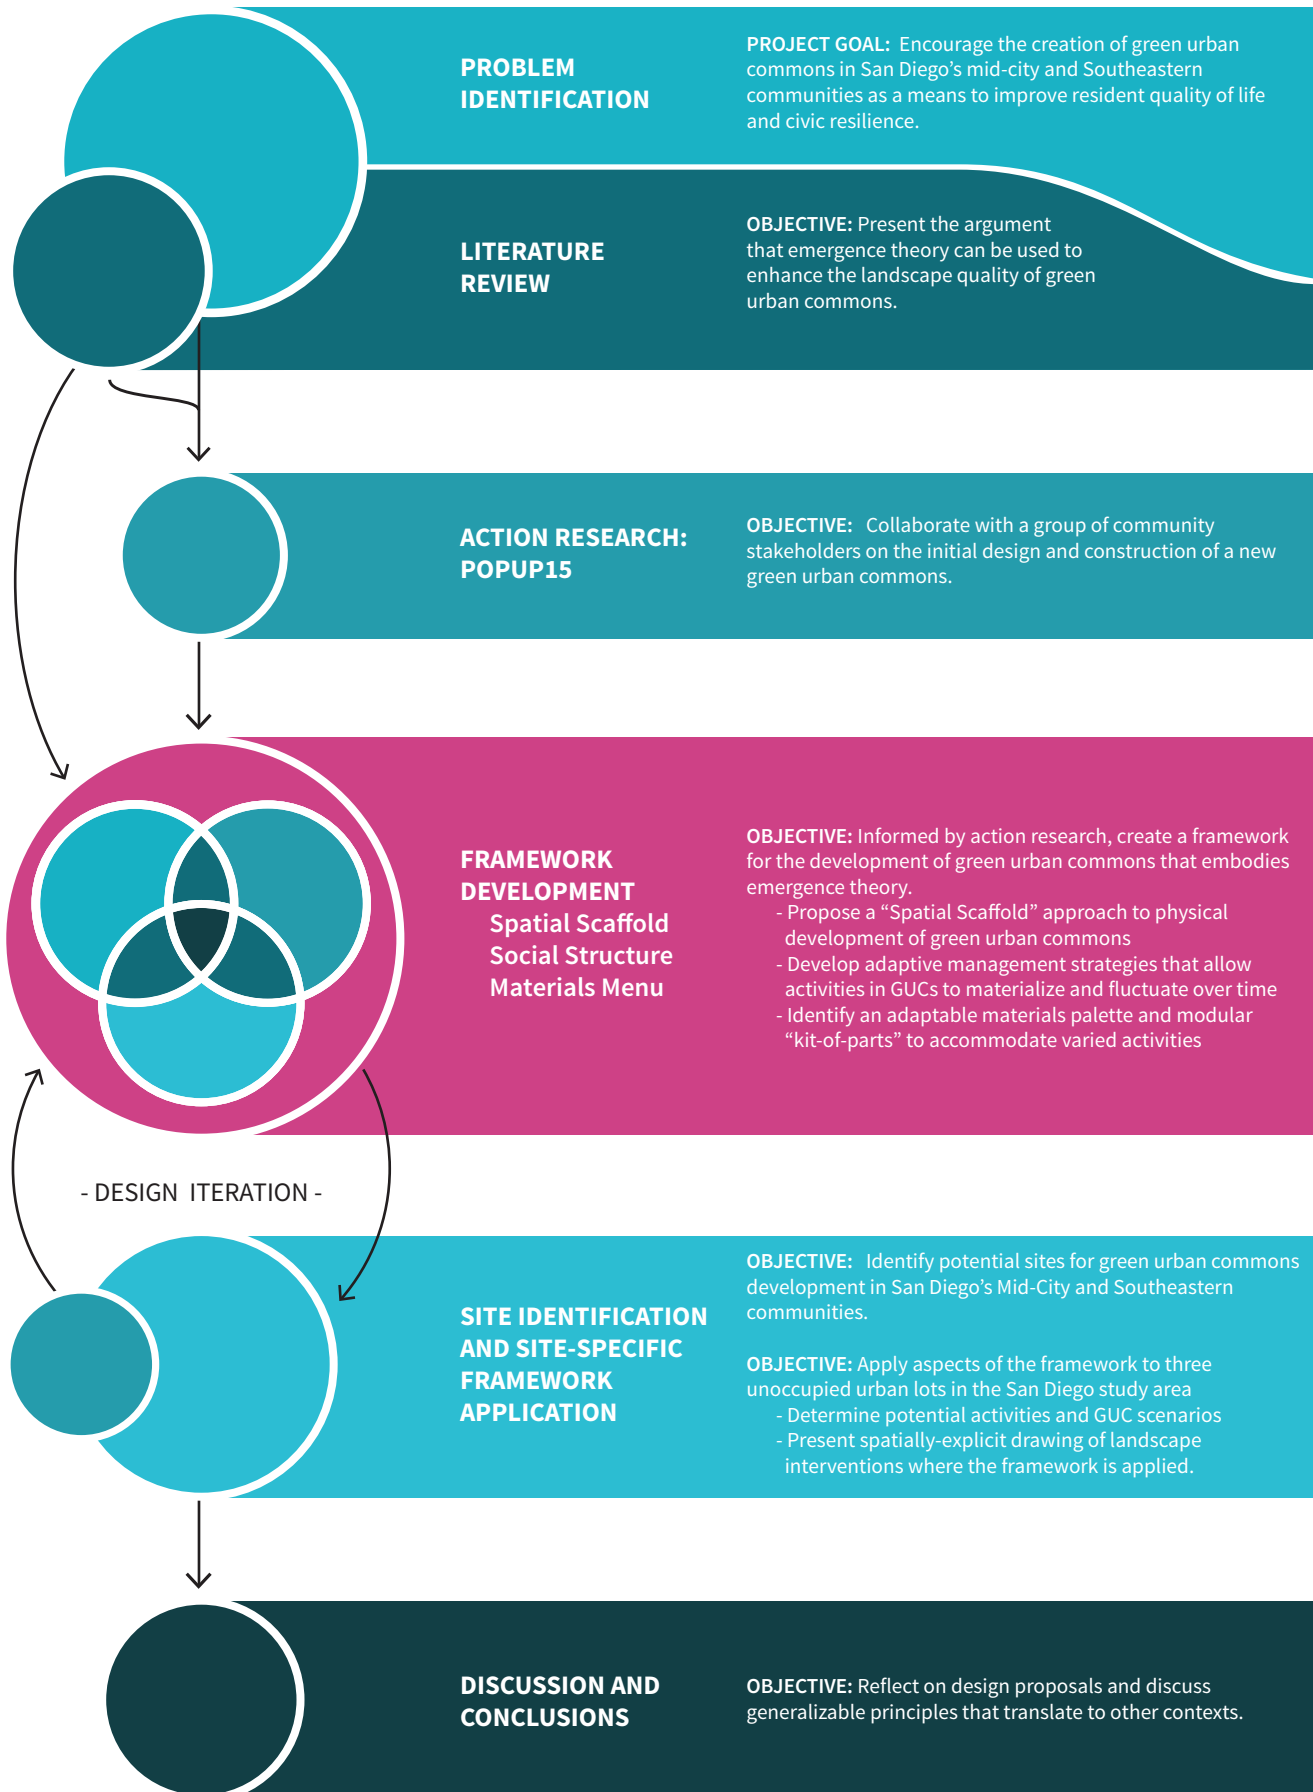 PROBLEM
IDENTIFICATION
PROJECT GOAL: Encourage the creation of green urban
commons in San Diego’s mid-city and Southeastern
communities as a means to improve resident quality of life
and civic resilience.
LITERATURE
REVIEW
OBJECTIVE: Present the argument
that emergence theory can be used to
enhance the landscape quality of green
urban commons.
ACTION RESEARCH:
POPUP15
OBJECTIVE: Collaborate with a group of community
stakeholders on the initial design and construction of a new
green urban commons.
FRAMEWORK
DEVELOPMENT
Spatial Scaffold
Social Structure
Materials Menu
OBJECTIVE: Informed by action research, create a framework
for the development of green urban commons that embodies
emergence theory.
- Propose a “Spatial Scaffold” approach to physical
development of green urban commons
- Develop adaptive management strategies that allow
activities in GUCs to materialize and fluctuate over time
- Identify an adaptable materials palette and modular
“kit-of-parts” to accommodate varied activities
- DESIGN ITERATION -
SITE IDENTIFICATION
AND SITE-SPECIFIC
FRAMEWORK
APPLICATION
OBJECTIVE: Identify potential sites for green urban commons
development in San Diego’s Mid-City and Southeastern
communities.
OBJECTIVE: Apply aspects of the framework to three
unoccupied urban lots in the San Diego study area
- Determine potential activities and GUC scenarios
- Present spatially-explicit drawing of landscape
interventions where the framework is applied.
DISCUSSION AND
CONCLUSIONS
OBJECTIVE: Reflect on design proposals and discuss
generalizable principles that translate to other contexts.